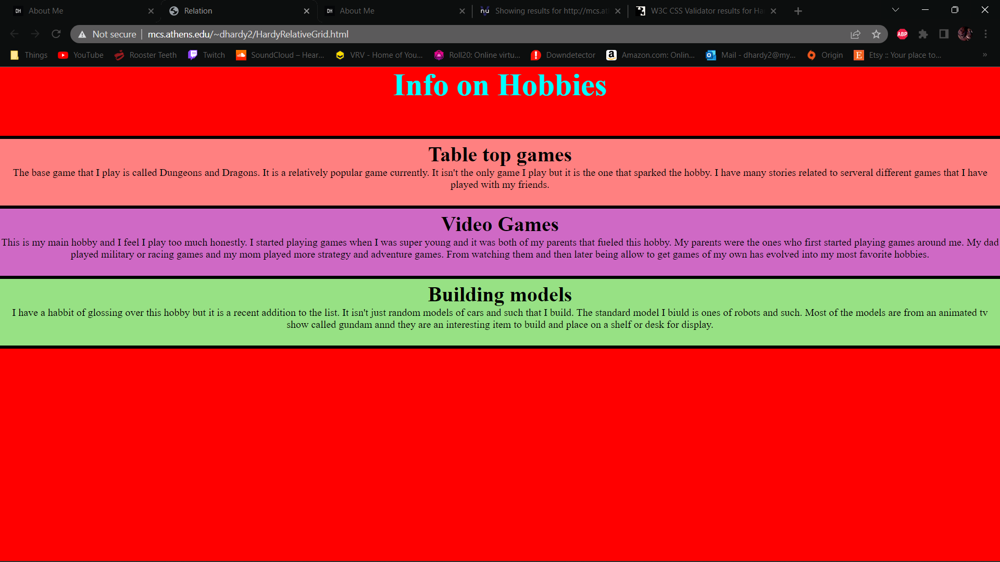 DH About Me
Relation
DH About Me
nu Showing results for http://mcs.at
W3C CSS Validator results for Ha
Not secure | mcs.athens.edu/~dhardy2/HardyRelativeGrid.html
ABP
Things
YouTube
Rooster Teeth
Twitch
SoundCloud – Hear...
VRV - Home of You...
Roll20: Online virtu...
Downdetector
Amazon.com: Onlin...
Mail - dhardy2@my...
Origin
Etsy :: Your place to...
»
Info on Hobbies
Table top games
The base game that I play is called Dungeons and Dragons. It is a relatively popular game currently. It isn't the only game I play but it is the one that sparked the hobby. I have many stories related to serveral different games that I have
played with my friends.
Video Games
This is my main hobby and I feel I play too much honestly. I started playing games when I was super young and it was both of my parents that fueled this hobby. My parents were the ones who first started playing games around me. My dad
played military or racing games and my mom played more strategy and adventure games. From watching them and then later being allow to get games of my own has evolved into my most favorite hobbies.
Building models
I have a habbit of glossing over this hobby but it is a recent addition to the list. It isn't just random models of cars and such that I build. The standard model I biuld is ones of robots and such. Most of the models are from an animated tv
show called gundam annd they are an interesting item to build and place on a shelf or desk for display.